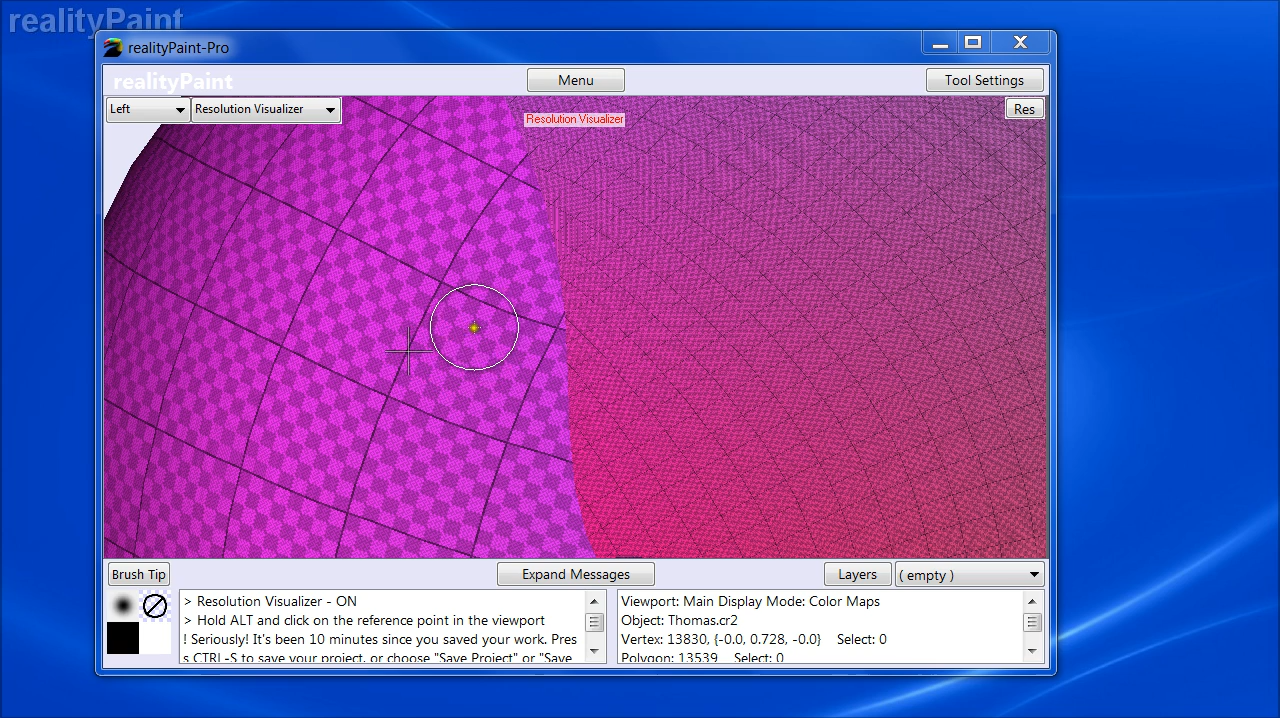 realityPaint
realityPaint-Pro
realityPaint
Menu
Tool Settings
Left
Resolution Visualizer
Resolution Visualizer
Res
Brush Tip
Expand Messages
Layers
( empty )
> Resolution Visualizer - ON
> Hold ALT and click on the reference point in the viewport
! Seriously! It's been 10 minutes since you saved your work. Pres
s CTRL-S to save your project, or choose "Save Project" or "Save
Viewport: Main Display Mode: Color Maps
Object: Thomas.cr2
Vertex: 13830, {-0.0, 0.728, -0.0} Select: 0
Polygon: 13539 Select: 0